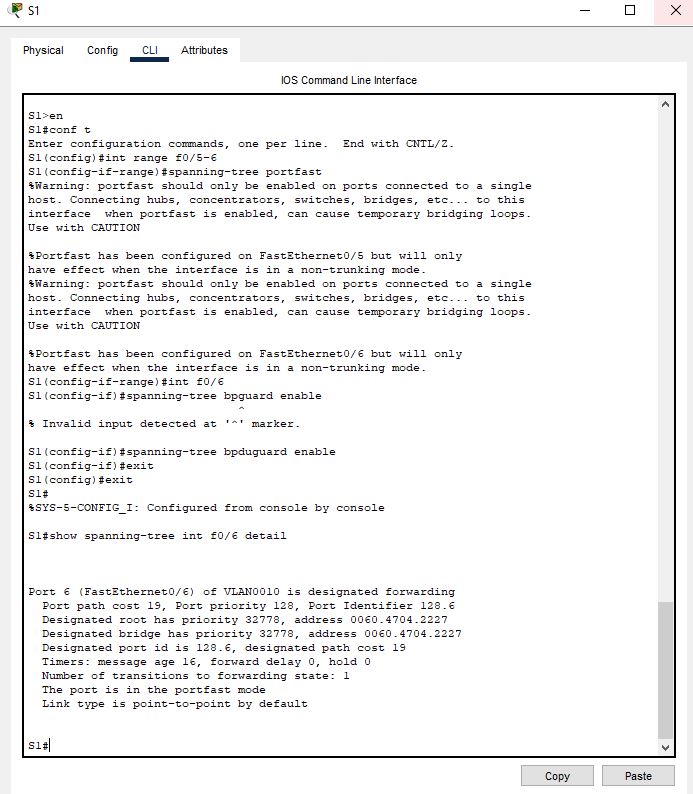 S1
Physical Config CLI Attributes
IOS Command Line Interface
S1>en
S1#conf t
Enter configuration commands, one per line.  End with CNTL/Z.
S1(config)#int range f0/5-6
S1(config-if-range)#spanning-tree portfast
%Warning: portfast should only be enabled on ports connected to a single
host. Connecting hubs, concentrators, switches, bridges, etc... to this
interface  when portfast is enabled, can cause temporary bridging loops.
Use with CAUTION
%Portfast has been configured on FastEthernet0/5 but will only
have effect when the interface is in a non-trunking mode.
%Warning: portfast should only be enabled on ports connected to a single
host. Connecting hubs, concentrators, switches, bridges, etc... to this
interface  when portfast is enabled, can cause temporary bridging loops.
Use with CAUTION
%Portfast has been configured on FastEthernet0/6 but will only
have effect when the interface is in a non-trunking mode.
S1(config-if-range)#int f0/6
S1(config-if)#spanning-tree bpguard enable
^
% Invalid input detected at '^' marker.
S1(config-if)#spanning-tree bpduguard enable
S1(config-if)#exit
S1(config)#exit
S1#
%SYS-5-CONFIG_I: Configured from console by console
S1#show spanning-tree int f0/6 detail
Port 6 (FastEthernet0/6) of VLAN0010 is designated forwarding
Port path cost 19, Port priority 128, Port Identifier 128.6
Designated root has priority 32778, address 0060.4704.2227
Designated bridge has priority 32778, address 0060.4704.2227
Designated port id is 128.6, designated path cost 19
Timers: message age 16, forward delay 0, hold 0
Number of transitions to forwarding state: 1
The port is in the portfast mode
Link type is point-to-point by default
S1#
Copy Paste